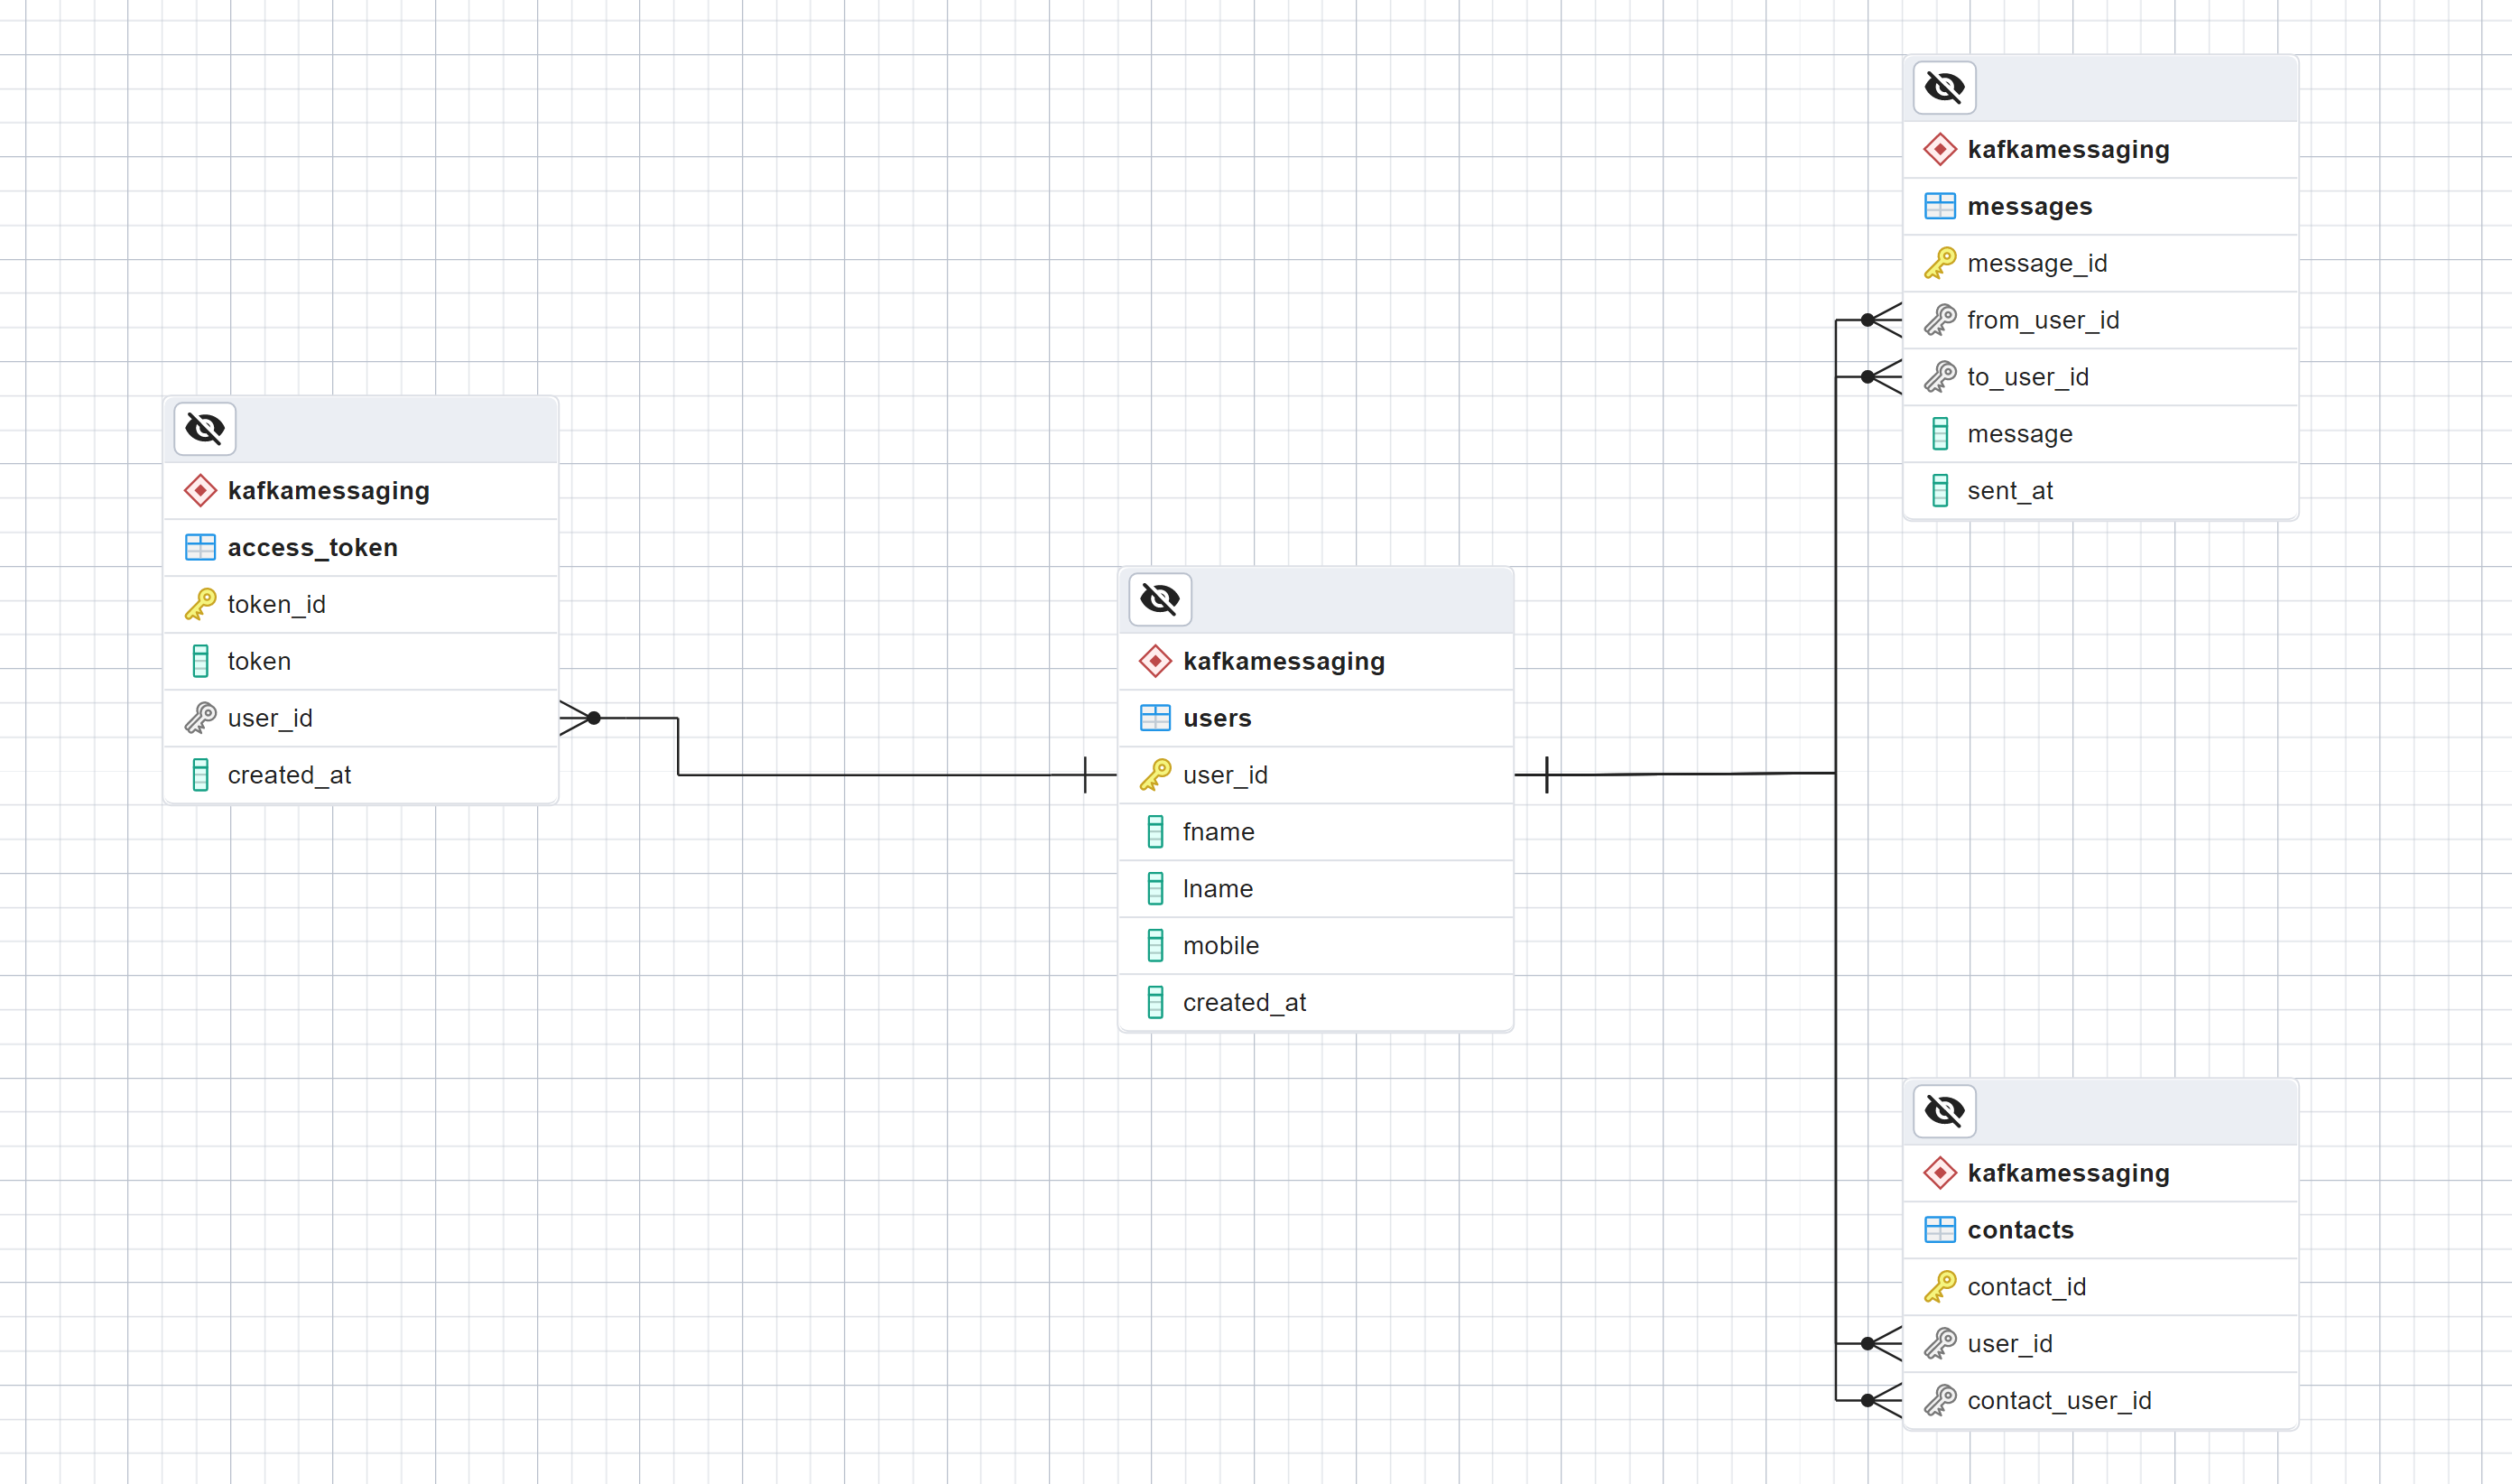 kafkamessaging
access_token
token_id
token
user_id
created_at
kafkamessaging
users
user_id
fname
lname
mobile
created_at
kafkamessaging
messages
message_id
from_user_id
to_user_id
message
sent_at
kafkamessaging
contacts
contact_id
user_id
contact_user_id